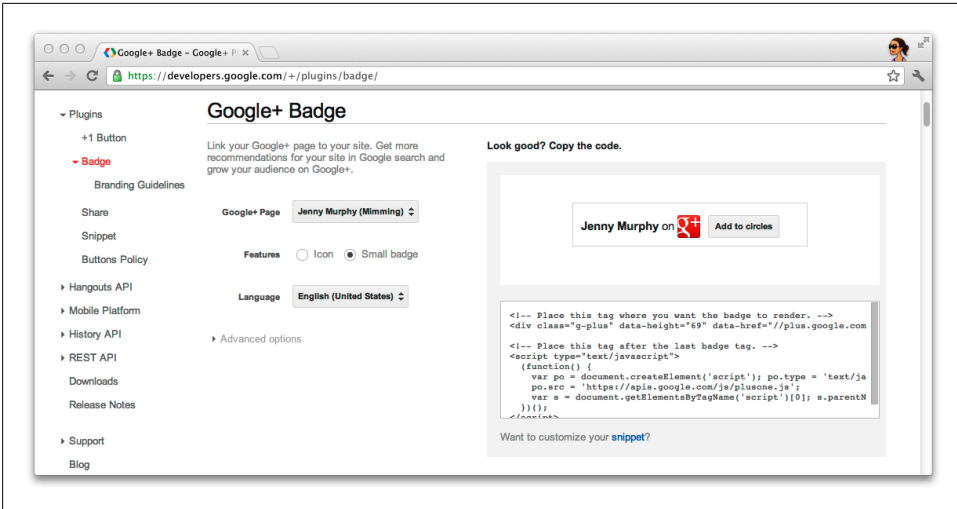 Google+ Badge – Google+ Pl
https://developers.google.com/+/plugins/badge/
Plugins
+1 Button
Badge
Branding Guidelines
Share
Snippet
Buttons Policy
Hangouts API
Mobile Platform
History API
REST API
Downloads
Release Notes
Support
Blog
Google+ Badge
Link your Google+ page to your site. Get more
recommendations for your site in Google search and
grow your audience on Google+.
Google+ Page Jenny Murphy (Mimming)
Features Icon Small badge
Language English (United States)
Advanced options
Look good? Copy the code.
Jenny Murphy on g+ Add to circles
<!-- Place this tag where you want the badge to render. -->
<div class="g-plus" data-height="69" data-href="//plus.google.com
<!-- Place this tag after the last badge tag. -->
<script type="text/javascript">
(function() {
var po = document.createElement('script'); po.type = 'text/ja
po.src = 'https://apis.google.com/js/plusone.js';
var s = document.getElementsByTagName('script')[0]; s.parentN
})();
</script>
Want to customize your snippet?